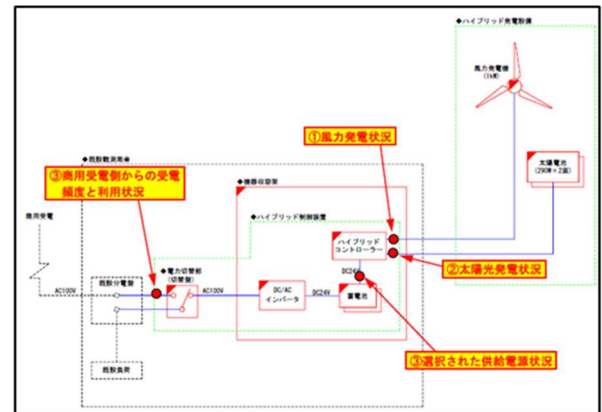 ◆ハイブリッド発電設備
風力発電機
(1kW)
①風力発電状況
太陽電池
(290W×2面)
◆既設観測局舎
③商用受電側からの受電
頻度と利用状況
◆機器収容架
◆ハイブリッド制御装置
商用受電
ハイブリッド
コントローラー
②太陽光発電状況
◆電力切替部
(切替盤)
DC24V
既設分電盤
AC100V
AC100V
DC/AC
インバータ
DC24V
蓄電池
③選択された供給電源状況
既設負荷